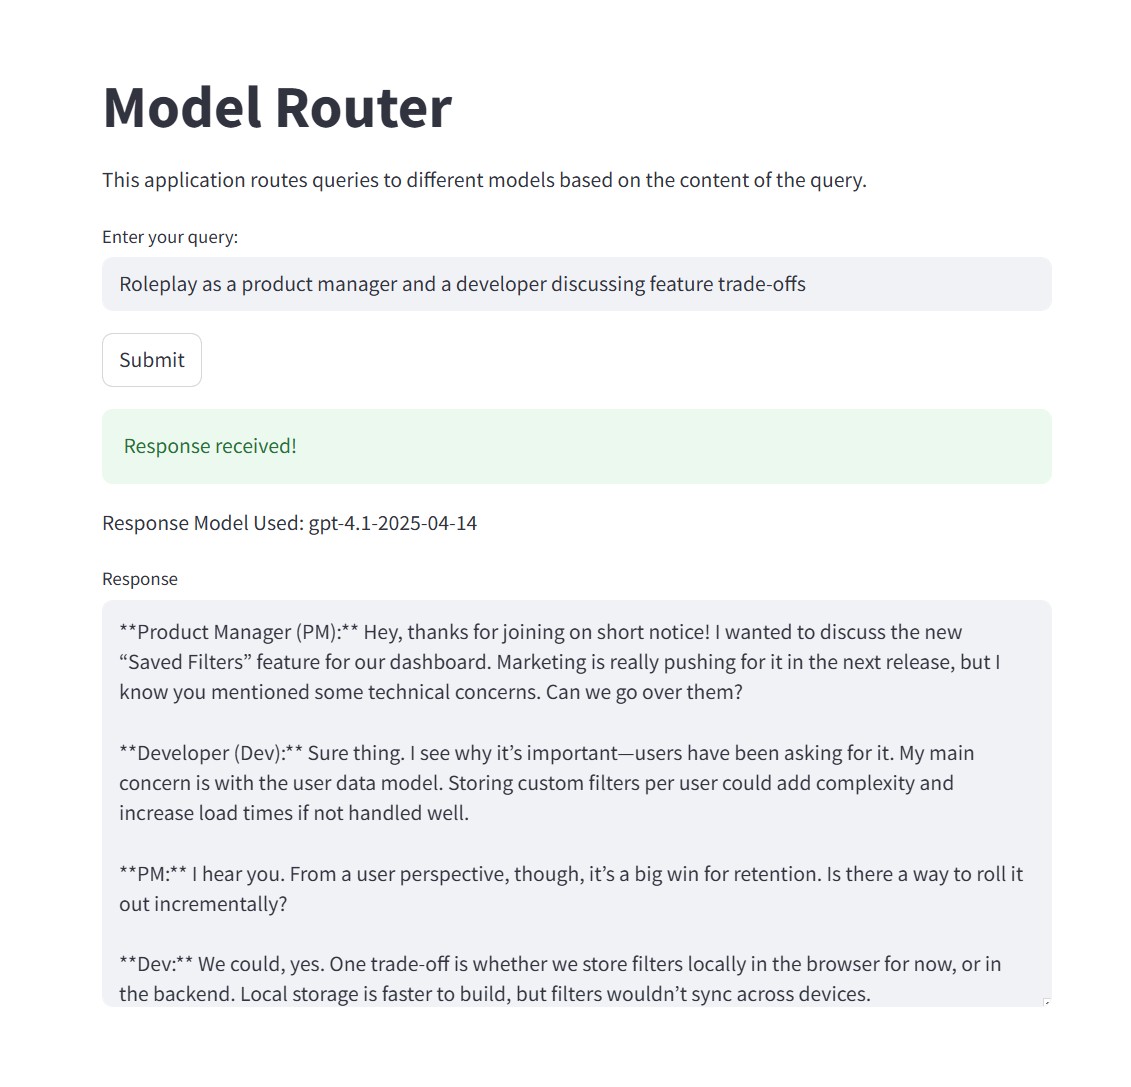 Model Router
This application routes queries to different models based on the content of the query.
Enter your query:
Roleplay as a product manager and a developer discussing feature trade-offs
Submit
Response received!
Response Model Used: gpt-4.1-2025-04-14
Response
**Product Manager (PM):** Hey, thanks for joining on short notice! I wanted to discuss the new
“Saved Filters” feature for our dashboard. Marketing is really pushing for it in the next release, but I
know you mentioned some technical concerns. Can we go over them?
**Developer (Dev):** Sure thing. I see why it’s important—users have been asking for it. My main
concern is with the user data model. Storing custom filters per user could add complexity and
increase load times if not handled well.
**PM:** I hear you. From a user perspective, though, it’s a big win for retention. Is there a way to roll it
out incrementally?
**Dev:** We could, yes. One trade-off is whether we store filters locally in the browser for now, or in
the backend. Local storage is faster to build, but filters wouldn’t sync across devices.